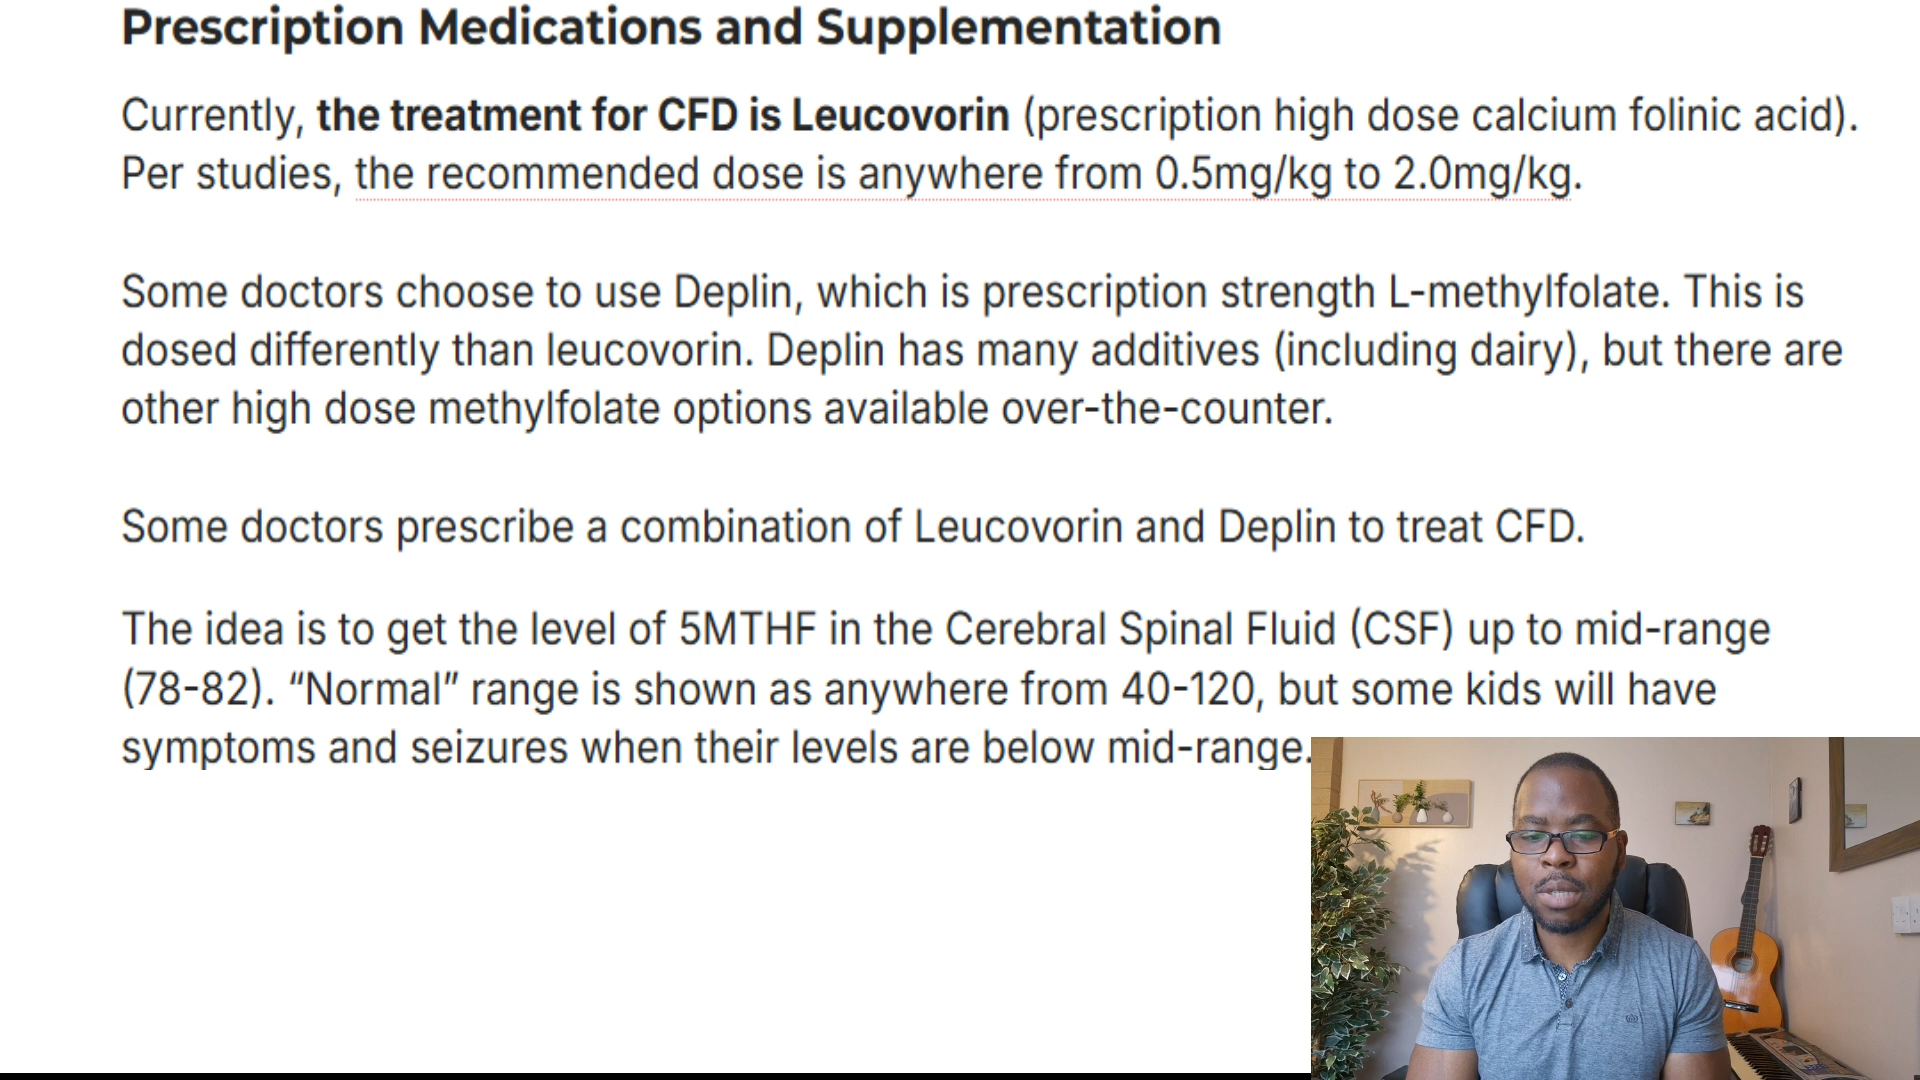 Prescription Medications and Supplementation
Currently, the treatment for CFD is Leucovorin (prescription high dose calcium folinic acid).
Per studies, the recommended dose is anywhere from 0.5mg/kg to 2.0mg/kg.
Some doctors choose to use Deplin, which is prescription strength L-methylfolate. This is
dosed differently than leucovorin. Deplin has many additives (including dairy), but there are
other high dose methylfolate options available over-the-counter.
Some doctors prescribe a combination of Leucovorin and Deplin to treat CFD.
The idea is to get the level of 5MTHF in the Cerebral Spinal Fluid (CSF) up to mid-range
(78-82). “Normal” range is shown as anywhere from 40-120, but some kids will have
symptoms and seizures when their levels are below mid-range.